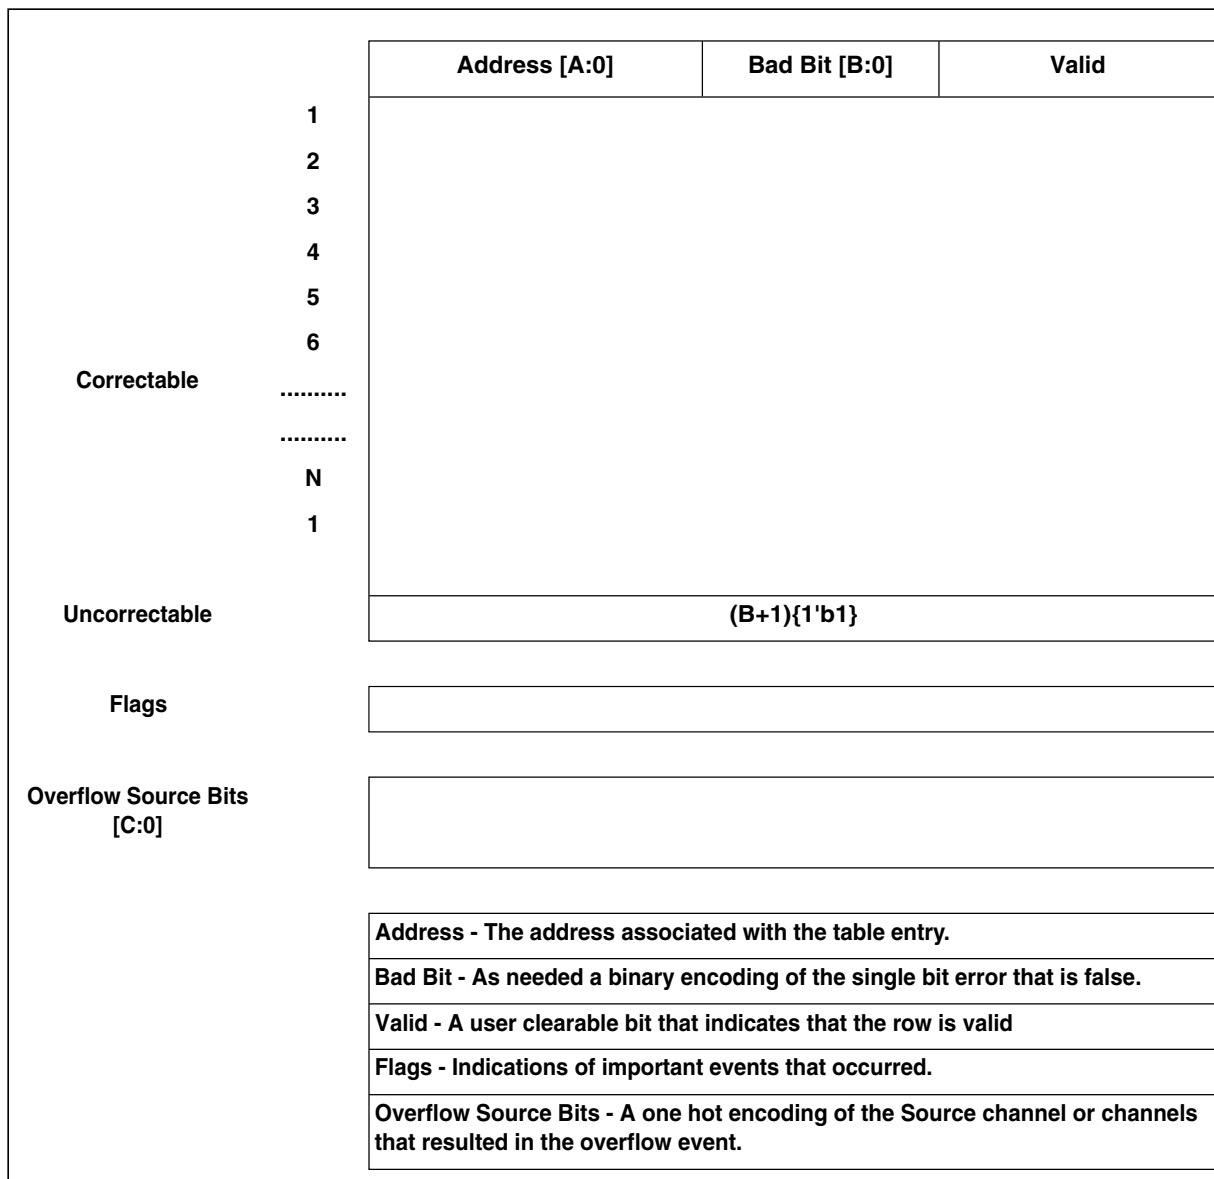 Address [A:0] Bad Bit [B:0] Valid
1
2
3
4
5
6
Correctable
..........
..........
N
1
Uncorrectable (B+1){1'b1}
Flags
Overflow Source Bits
[C:0]
Address - The address associated with the table entry.
Bad Bit - As needed a binary encoding of the single bit error that is false.
Valid - A user clearable bit that indicates that the row is valid
Flags - Indications of important events that occurred.
Overflow Source Bits - A one hot encoding of the Source channel or channels
that resulted in the overflow event.